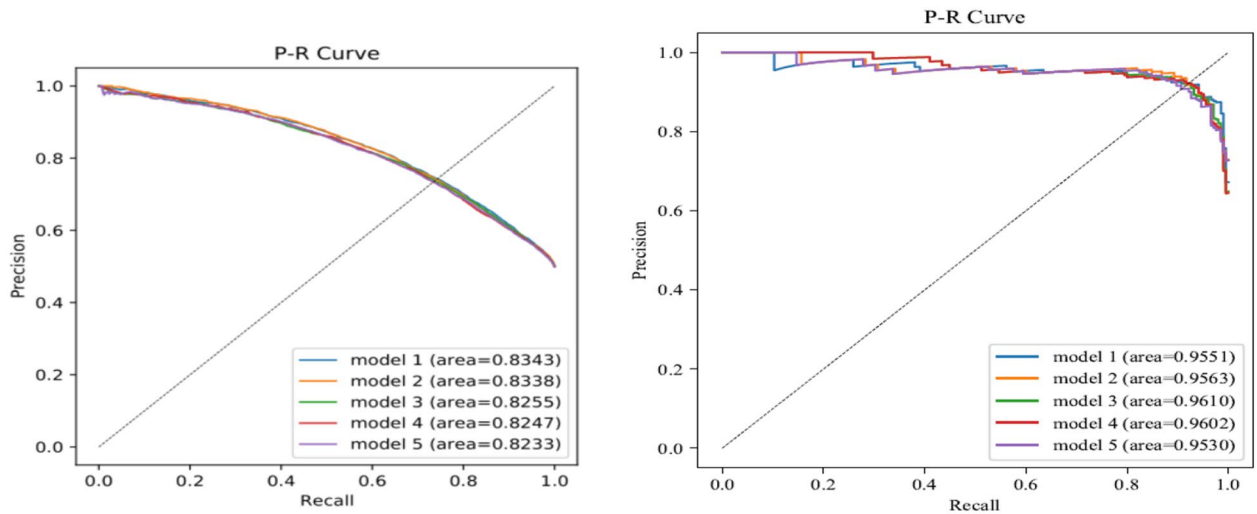 P-R Curve
1.0
0.8
0.6
0.4
0.2
0.0
Precision
model 1 (area=0.8343)
model 2 (area=0.8338)
model 3 (area=0.8255)
model 4 (area=0.8247)
model 5 (area=0.8233)
0.0 0.2 0.4 0.6 0.8 1.0
Recall
P-R Curve
1.0
0.8
0.6
0.4
0.2
0.0
Precision
model 1 (area=0.9551)
model 2 (area=0.9563)
model 3 (area=0.9610)
model 4 (area=0.9602)
model 5 (area=0.9530)
0.0 0.2 0.4 0.6 0.8 1.0
Recall